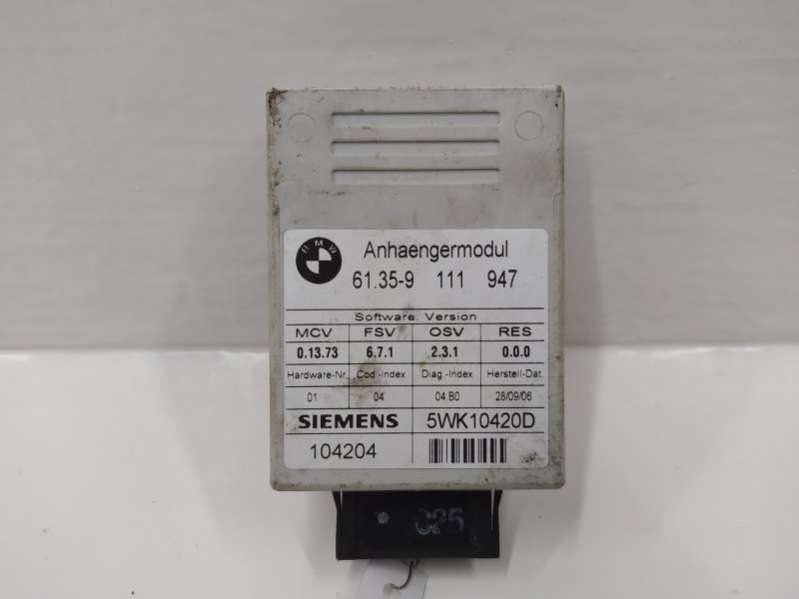 BMW
Anhaengermodul
61.35-9 111 947
Software. Version
MCV FSV OSV RES
0.13.73 6.7.1 2.3.1 0.0.0
Hardware-Nr. Cod.-Index Diag.-Index Herstell-Dat.
01 04 04 B0 28/09/06
SIEMENS 5WK10420D
104204
C25